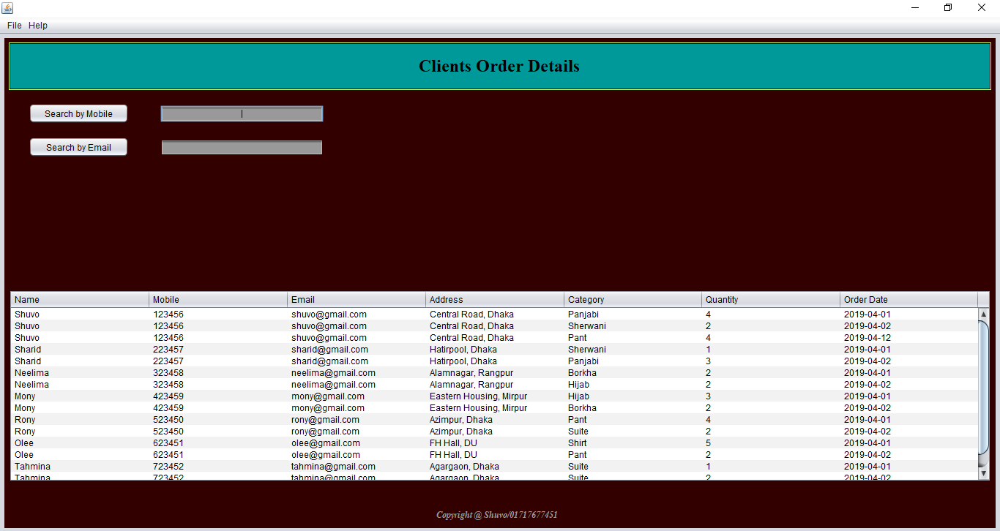 File Help
Clients Order Details
Search by Mobile
Search by Email
Name Mobile Email Address Category Quantity Order Date
Shuvo 123456 shuvo@gmail.com Central Road, Dhaka Panjabi 4 2019-04-01
Shuvo 123456 shuvo@gmail.com Central Road, Dhaka Sherwani 2 2019-04-02
Shuvo 123456 shuvo@gmail.com Central Road, Dhaka Pant 4 2019-04-12
Sharid 223457 sharid@gmail.com Hatirpool, Dhaka Sherwani 1 2019-04-01
Sharid 223457 sharid@gmail.com Hatirpool, Dhaka Panjabi 3 2019-04-02
Neelima 323458 neelima@gmail.com Alamnagar, Rangpur Borkha 2 2019-04-01
Neelima 323458 neelima@gmail.com Alamnagar, Rangpur Hijab 2 2019-04-02
Mony 423459 mony@gmail.com Eastern Housing, Mirpur Hijab 3 2019-04-01
Mony 423459 mony@gmail.com Eastern Housing, Mirpur Borkha 2 2019-04-02
Rony 523450 rony@gmail.com Azimpur, Dhaka Pant 4 2019-04-01
Rony 523450 rony@gmail.com Azimpur, Dhaka Suite 2 2019-04-02
Olee 623451 olee@gmail.com FH Hall, DU Shirt 5 2019-04-01
Olee 623451 olee@gmail.com FH Hall, DU Pant 2 2019-04-02
Tahmina 723452 tahmina@gmail.com Agargaon, Dhaka Suite 1 2019-04-01
Tahmina 723452 tahmina@gmail.com Agargaon, Dhaka Suite 2 2019-04-02
Copyright @ Shuvo/01717677451